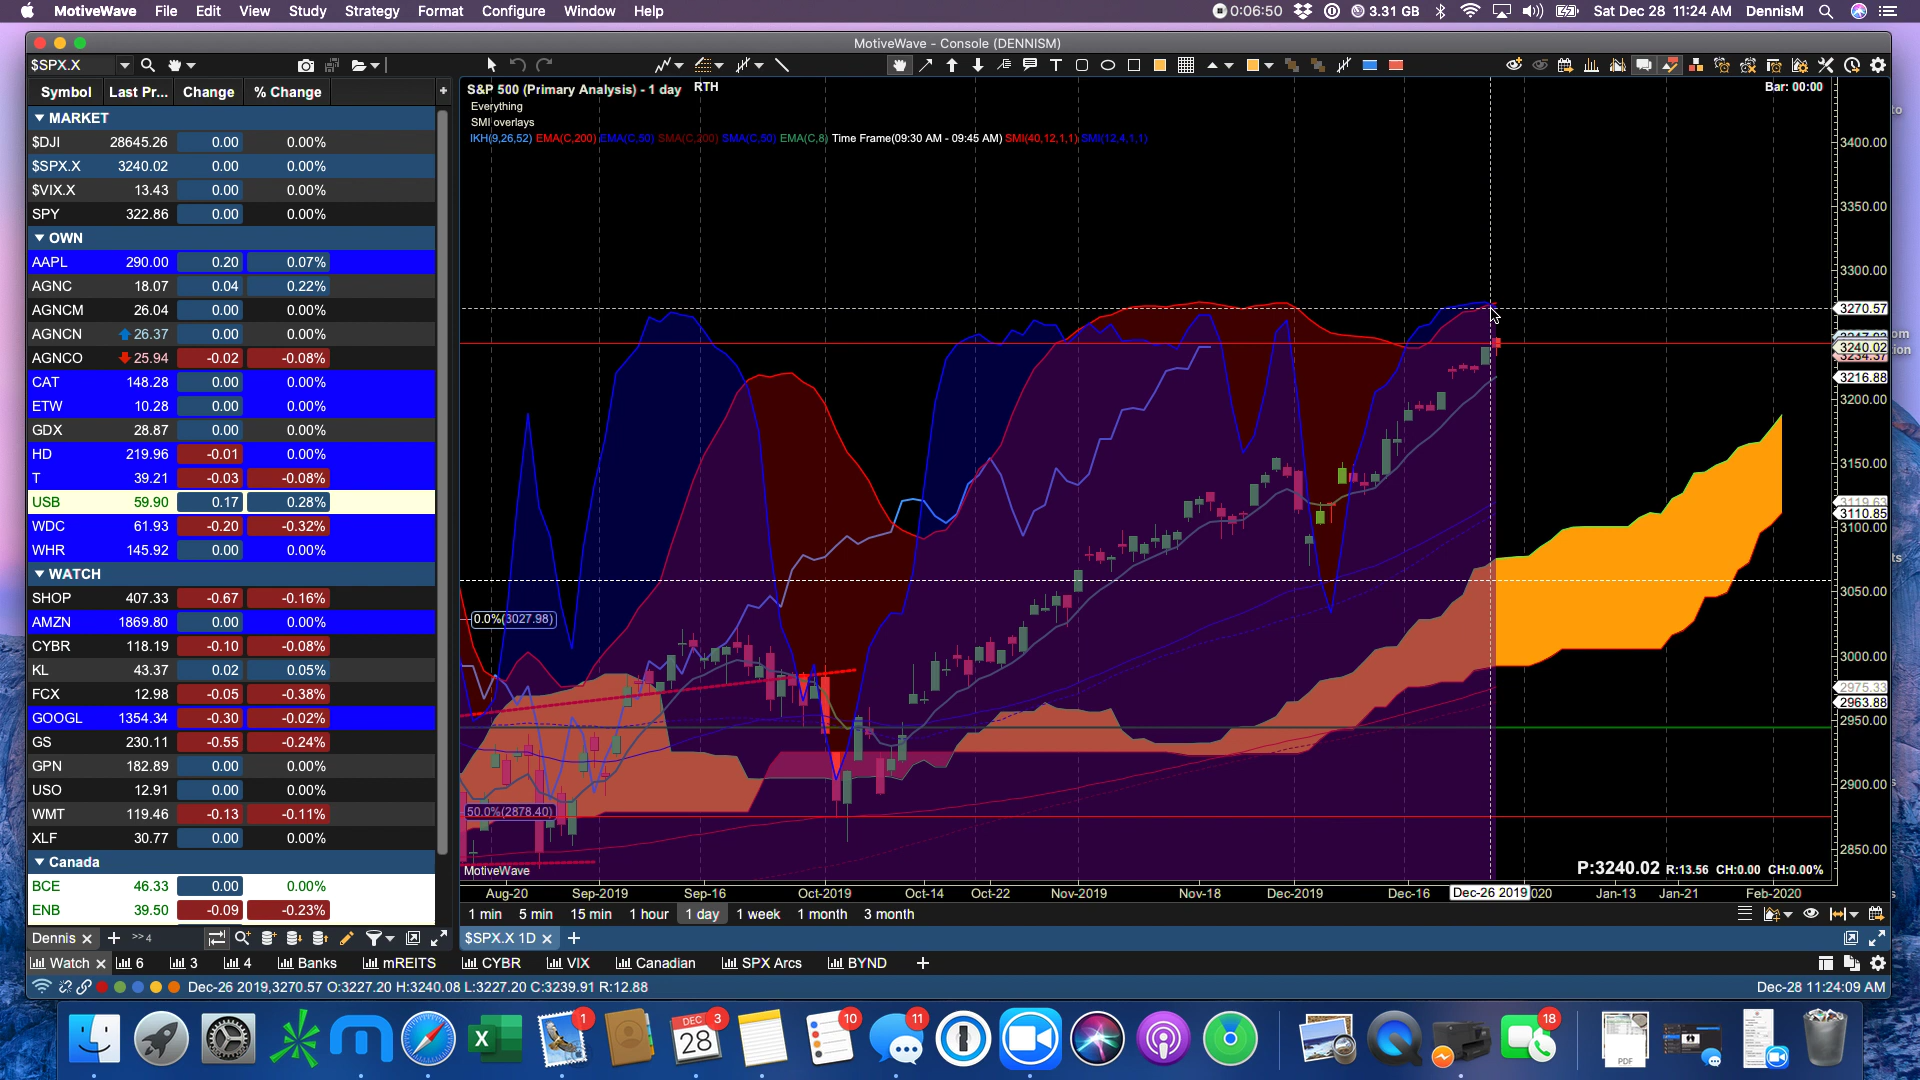 MotiveWave File Edit View Study Strategy Format Configure Window Help 0:06:50 3.31 GB Sat Dec 28 11:24 AM DennisM
MotiveWave - Console (DENNISM)
$SPX.X
Symbol Last Pr... Change % Change
MARKET
$DJI 28645.26 0.00 0.00%
$SPX.X 3240.02 0.00 0.00%
$VIX.X 13.43 0.00 0.00%
SPY 322.86 0.00 0.00%
OWN
AAPL 290.00 0.20 0.07%
AGNC 18.07 0.04 0.22%
AGNCM 26.04 0.00 0.00%
AGNCN 26.37 0.00 0.00%
AGNCO 25.94 -0.02 -0.08%
CAT 148.28 0.00 0.00%
ETW 10.28 0.00 0.00%
GDX 28.87 0.00 0.00%
HD 219.96 -0.01 0.00%
T 39.21 -0.03 -0.08%
USB 59.90 0.17 0.28%
WDC 61.93 -0.20 -0.32%
WHR 145.92 0.00 0.00%
WATCH
SHOP 407.33 -0.67 -0.16%
AMZN 1869.80 0.00 0.00%
CYBR 118.19 -0.10 -0.08%
KL 43.37 0.02 0.05%
FCX 12.98 -0.05 -0.38%
GOOGL 1354.34 -0.30 -0.02%
GS 230.11 -0.55 -0.24%
GPN 182.89 0.00 0.00%
USO 12.91 0.00 0.00%
WMT 119.46 -0.13 -0.11%
XLF 30.77 0.00 0.00%
Canada
BCE 46.33 0.00 0.00%
ENB 39.50 -0.09 -0.23%
Dennis >>4
S&P 500 (Primary Analysis) - 1 day RTH
Bar: 00:00
Everything
SMI overlays
IKH(9,26,52) EMA(C,200) EMA(C,50) SMA(C,200) SMA(C,50) EMA(C,8) Time Frame(09:30 AM - 09:45 AM) SMI(40,12,1,1) SMI(12,4,1,1)
3400.00
3350.00
3300.00
3270.57
3240.02
3216.88
3200.00
3150.00
3119.63
3110.85
3100.00
3050.00
3000.00
2975.33
2963.88
2950.00
2900.00
2850.00
0.0%(3027.98)
50.0%(2878.40)
MotiveWave
P:3240.02 R:13.56 CH:0.00 CH:0.00%
Aug-20 Sep-2019 Sep-16 Oct-2019 Oct-14 Oct-22 Nov-2019 Nov-18 Dec-2019 Dec-16 Dec-26 2019 020 Jan-13 Jan-21 Feb-2020
1 min 5 min 15 min 1 hour 1 day 1 week 1 month 3 month
$SPX.X 1D
Watch 6 3 4 Banks mREITS CYBR VIX Canadian SPX Arcs BYND
Dec-26 2019,3270.57 O:3227.20 H:3240.08 L:3227.20 C:3239.91 R:12.88
Dec-28 11:24:09 AM
1 DEC 28 3 10 11 18
PDF